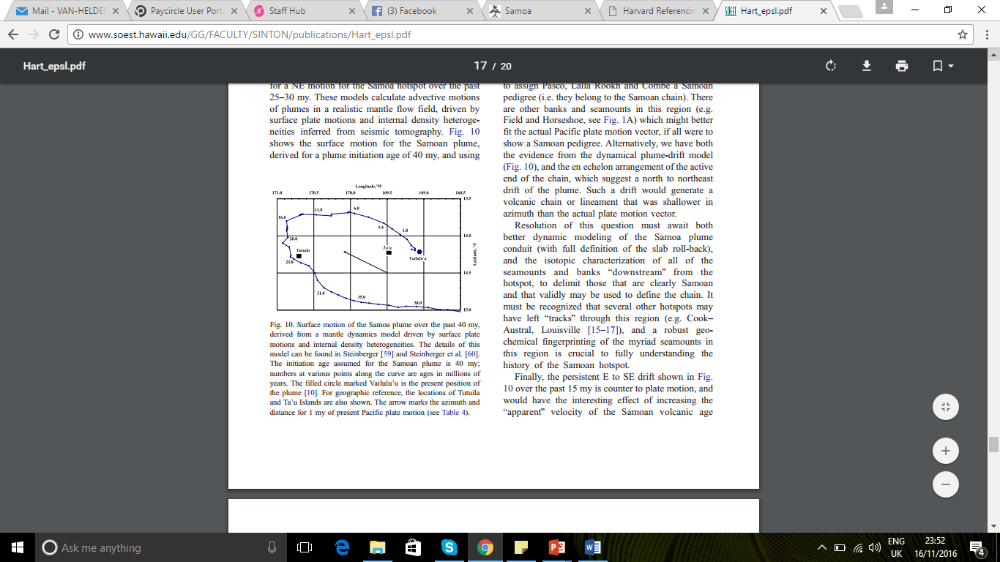 Mail - VAN-HELDE
Paycircle User Port
Staff Hub
(3) Facebook
Samoa
Harvard Referencin
SOEST
Hart_epsl.pdf
www.soest.hawaii.edu/GG/FACULTY/SINTON/publications/Hart_epsl.pdf
Hart_epsl.pdf
17 / 20
for a NE motion for the Samoa hotspot over the past
25–30 my. These models calculate advective motions
of plumes in a realistic mantle flow field, driven by
surface plate motions and internal density heteroge-
neities inferred from seismic tomography. Fig. 10
shows the surface motion for the Samoan plume,
derived for a plume initiation age of 40 my, and using
Longitude,°W
171.0 170.5 170.0 169.5 169.0 168.5
13.5
14.0
14.5
15.0
Latitude, °S
16.6
11.8
6.0
3.4
1.8
20.0
Tutuila
Ta'u
Vailulu'u
23.8
31.0
35.0
38.0
Fig. 10. Surface motion of the Samoa plume over the past 40 my,
derived from a mantle dynamics model driven by surface plate
motions and internal density heterogeneities. The details of this
model can be found in Steinberger [59] and Steinberger et al. [60].
The initiation age assumed for the Samoan plume is 40 my;
numbers at various points along the curve are ages in millions of
years. The filled circle marked Vailulu’u is the present position of
the plume [10]. For geographic reference, the locations of Tutuila
and Ta’u Islands are also shown. The arrow marks the azimuth and
distance for 1 my of present Pacific plate motion (see Table 4).
to assign Pasco, Lalla Rookh and Combe a Samoan
pedigree (i.e. they belong to the Samoan chain). There
are other banks and seamounts in this region (e.g.
Field and Horseshoe, see Fig. 1A) which might better
fit the actual Pacific plate motion vector, if all were to
show a Samoan pedigree. Alternatively, we have both
the evidence from the dynamical plume-drift model
(Fig. 10), and the en echelon arrangement of the active
end of the chain, which suggest a north to northeast
drift of the plume. Such a drift would generate a
volcanic chain or lineament that was shallower in
azimuth than the actual plate motion vector.
Resolution of this question must await both
better dynamic modeling of the Samoa plume
conduit (with full definition of the slab roll-back),
and the isotopic characterization of all of the
seamounts and banks “downstream” from the
hotspot, to delimit those that are clearly Samoan
and that validly may be used to define the chain. It
must be recognized that several other hotspots may
have left “tracks” through this region (e.g. Cook–
Austral, Louisville [15–17]), and a robust geo-
chemical fingerprinting of the myriad seamounts in
this region is crucial to fully understanding the
history of the Samoan hotspot.
Finally, the persistent E to SE drift shown in Fig.
10 over the past 15 my is counter to plate motion, and
would have the interesting effect of increasing the
“apparent” velocity of the Samoan volcanic age
Ask me anything
ENG
UK
23:52
16/11/2016
4